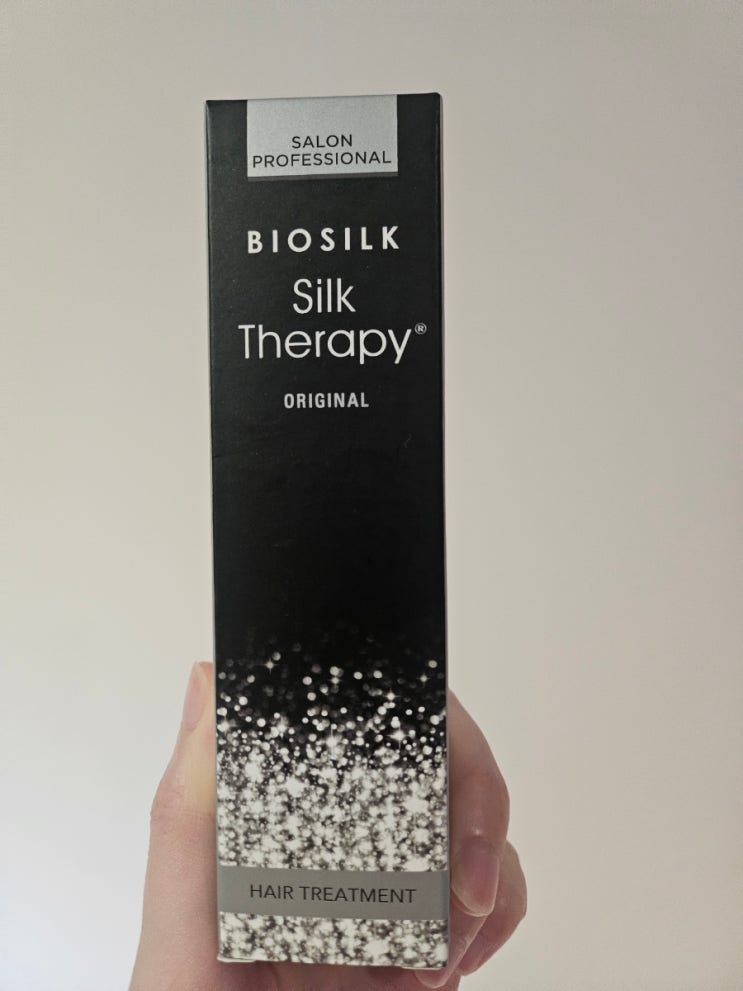 SALON
PROFESSIONAL
BIOSILK
Silk
Therapy®
ORIGINAL
HAIR TREATMENT